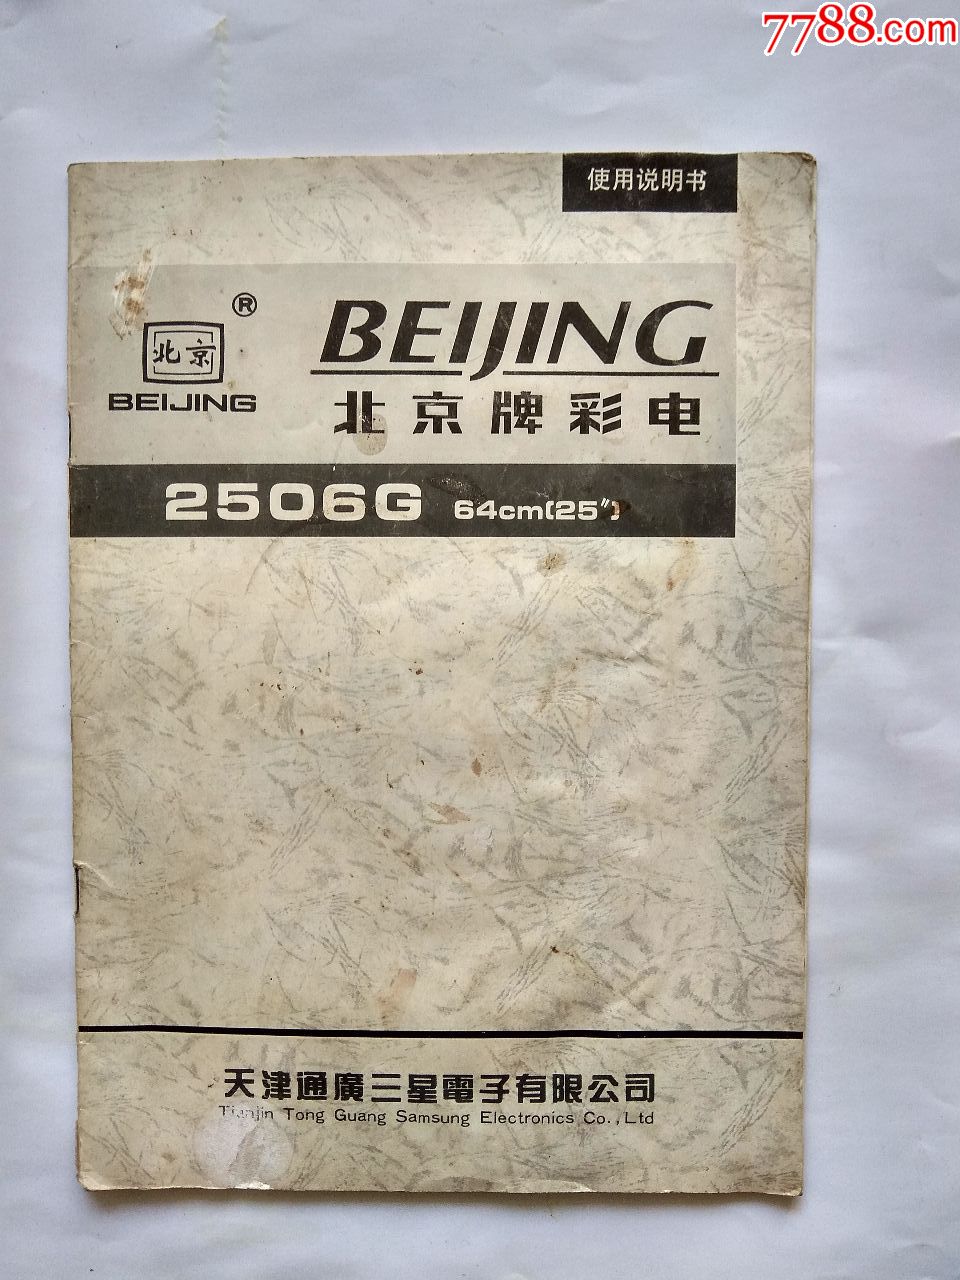 7788.com
使用说明书
®
北京
BEIJING
BEIJING
北京牌彩电
2506G 64cm(25〃)
天津通廣三星電子有限公司
Tianjin Tong Guang Samsung Electronics Co.,Ltd